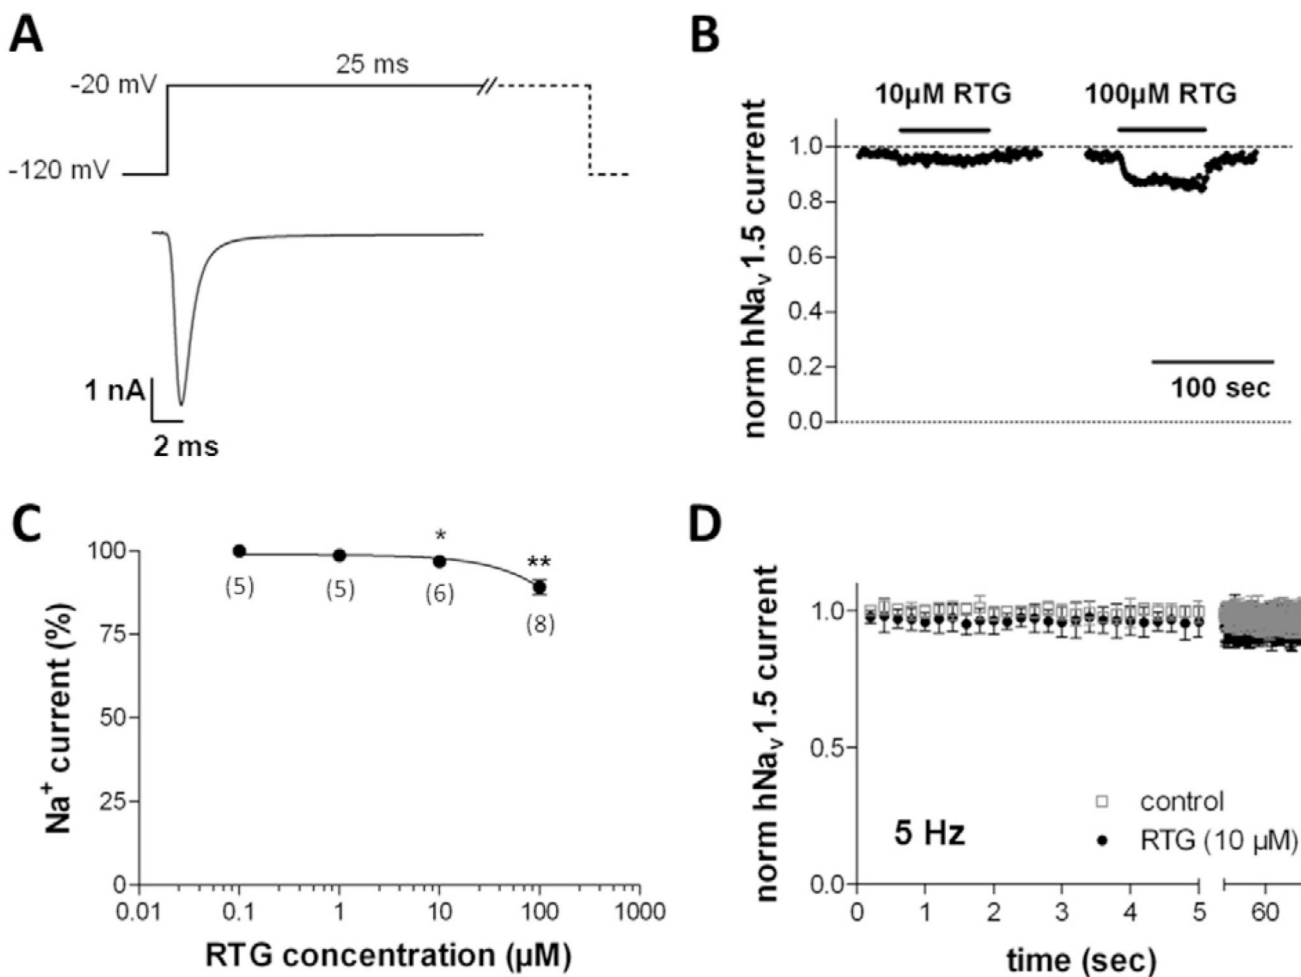 A
25 ms
-20 mV
-120 mV
1 nA
2 ms
B
10µM RTG 100µM RTG
norm hNaᵥ1.5 current
1.0
0.8
0.6
0.4
0.2
0.0
100 sec
C
Na⁺ current (%)
100
75
50
25
0
(5) (5) (6) (8)
* **
0.01 0.1 1 10 100 1000
RTG concentration (µM)
D
norm hNaᵥ1.5 current
1.0
0.5
0.0
5 Hz
control
RTG (10 µM)
0 1 2 3 4 5 60
time (sec)